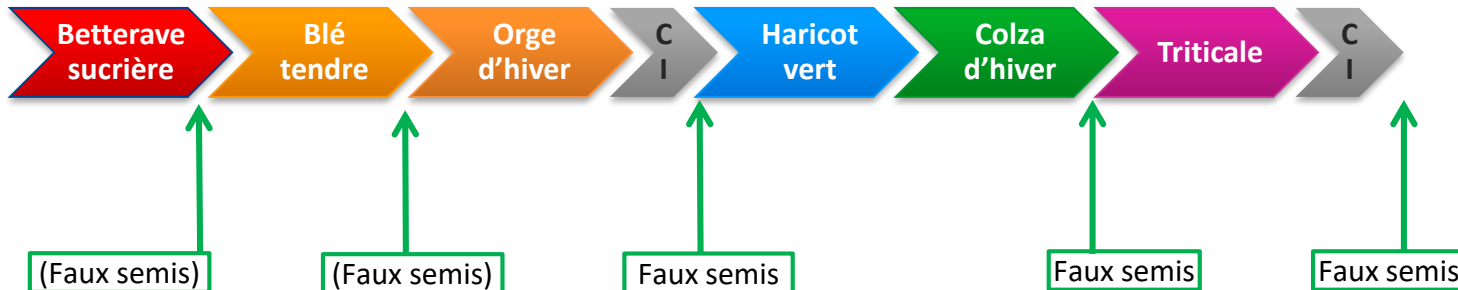 Betterave
sucrière
Blé
tendre
Orge
d’hiver
C
I
Haricot
vert
Colza
d’hiver
Triticale
C
I
(Faux semis)
(Faux semis)
Faux semis
Faux semis
Faux semis